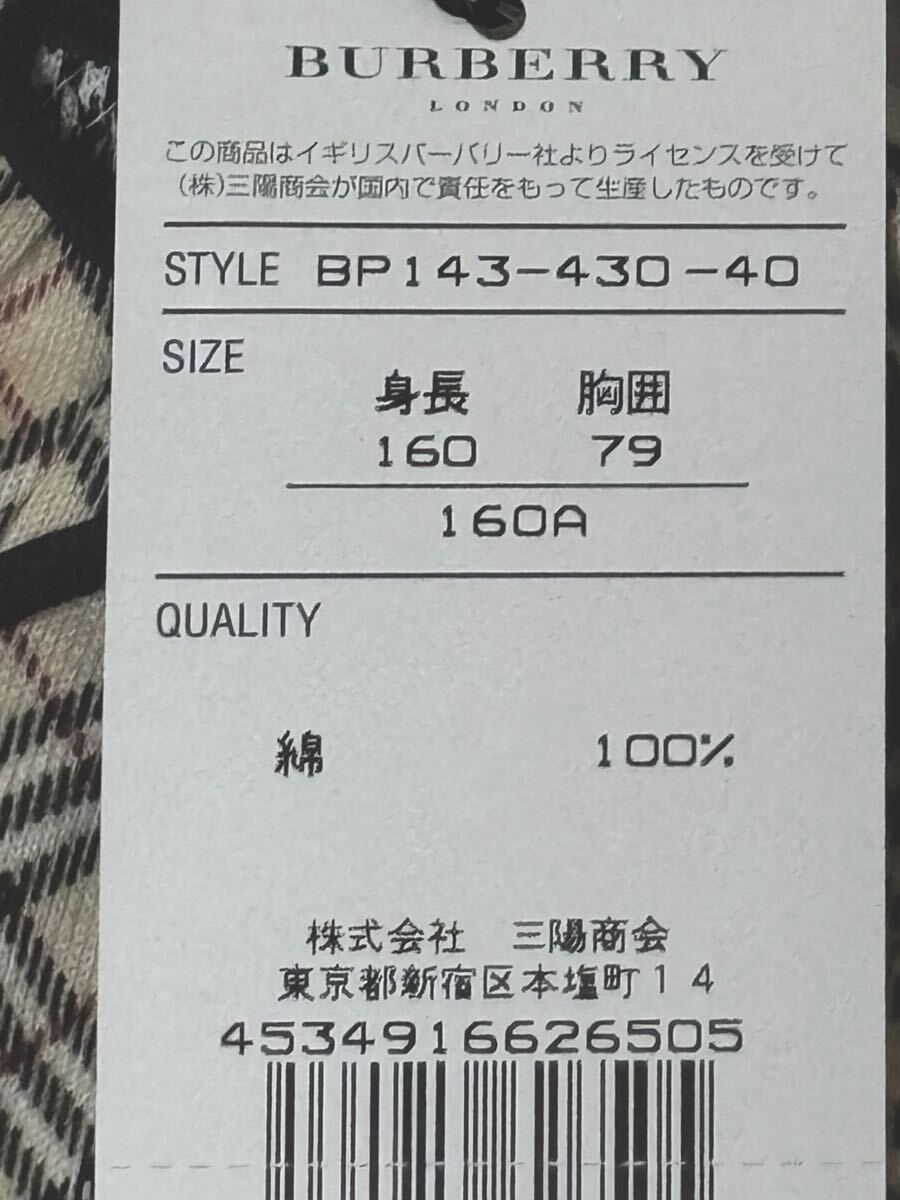 BURBERRY
LONDON
この商品はイギリスバーバリー社よりライセンスを受けて
(株)三陽商会が国内で責任をもって生産したものです。
STYLE BP143-430-40
SIZE
身長 胸囲
160 79
160A
QUALITY
綿 100%
株式会社 三陽商会
東京都新宿区本塩町14
4534916626505